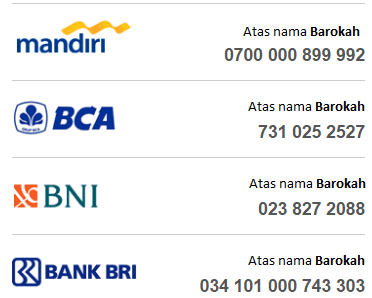 mandiri
Atas nama Barokah
0700 000 899 992
BCA
Atas nama Barokah
731 025 2527
BNI
Atas nama Barokah
023 827 2088
BANK BRI
Atas nama Barokah
034 101 000 743 303